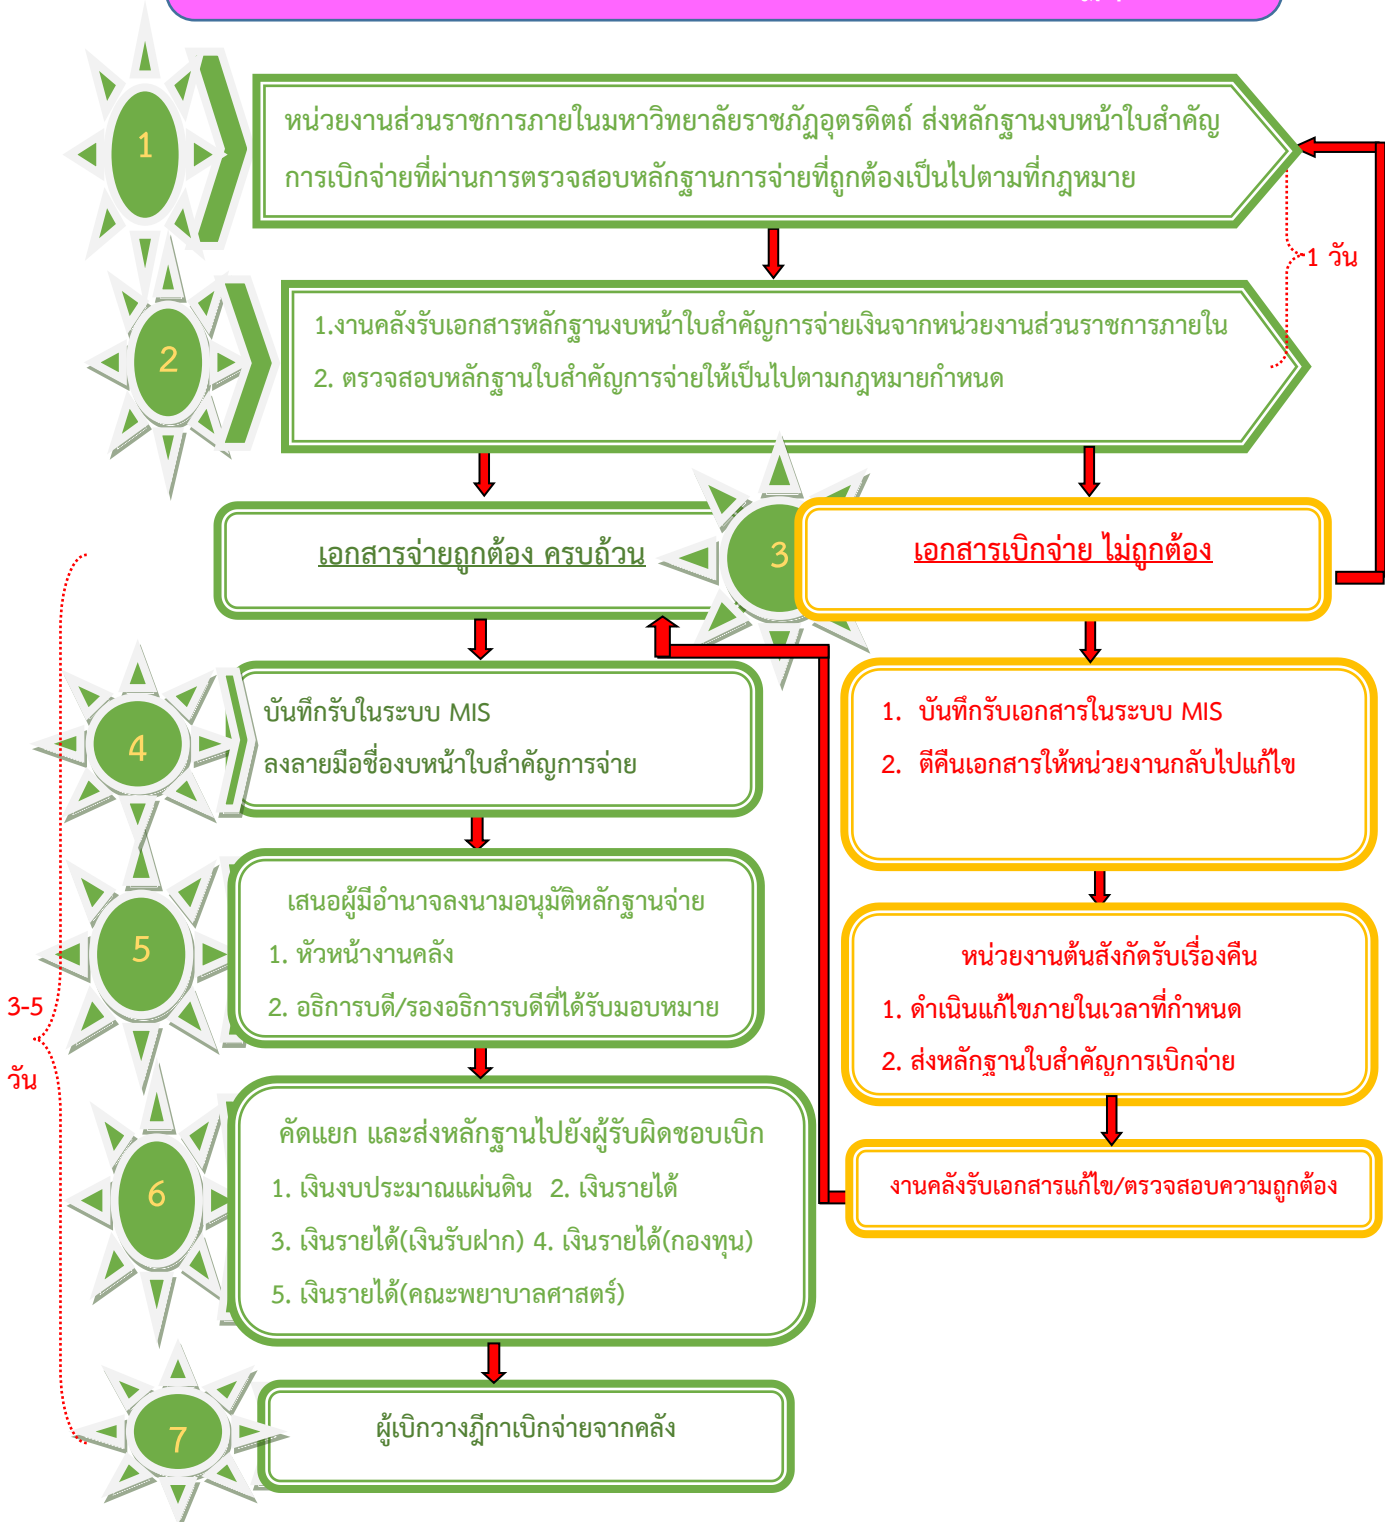 1
หน่วยงานส่วนราชการภายในมหาวิทยาลัยราชภัฏอุตรดิตถ์ ส่งหลักฐานงบหน้าใบสำคัญ
การเบิกจ่ายที่ผ่านการตรวจสอบหลักฐานการจ่ายที่ถูกต้องเป็นไปตามที่กฎหมาย
1 วัน
2
1.งานคลังรับเอกสารหลักฐานงบหน้าใบสำคัญการจ่ายเงินจากหน่วยงานส่วนราชการภายใน
2. ตรวจสอบหลักฐานใบสำคัญการจ่ายให้เป็นไปตามกฎหมายกำหนด
เอกสารจ่ายถูกต้อง ครบถ้วน
3
เอกสารเบิกจ่าย ไม่ถูกต้อง
4
บันทึกรับในระบบ MIS
ลงลายมือชื่องบหน้าใบสำคัญการจ่าย
1. บันทึกรับเอกสารในระบบ MIS
2. ตีคืนเอกสารให้หน่วยงานกลับไปแก้ไข
5
เสนอผู้มีอำนาจลงนามอนุมัติหลักฐานจ่าย
1. หัวหน้างานคลัง
2. อธิการบดี/รองอธิการบดีที่ได้รับมอบหมาย
หน่วยงานต้นสังกัดรับเรื่องคืน
1. ดำเนินแก้ไขภายในเวลาที่กำหนด
2. ส่งหลักฐานใบสำคัญการเบิกจ่าย
3-5
วัน
6
คัดแยก และส่งหลักฐานไปยังผู้รับผิดชอบเบิก
1. เงินงบประมาณแผ่นดิน 2. เงินรายได้
3. เงินรายได้(เงินรับฝาก) 4. เงินรายได้(กองทุน)
5. เงินรายได้(คณะพยาบาลศาสตร์)
งานคลังรับเอกสารแก้ไข/ตรวจสอบความถูกต้อง
7
ผู้เบิกวางฎีกาเบิกจ่ายจากคลัง